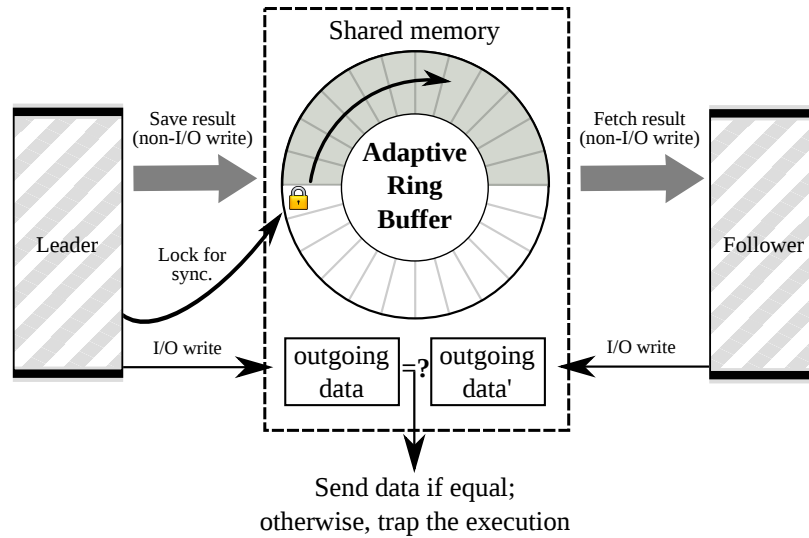 Shared memory
Save result
(non-I/O write)
Fetch result
(non-I/O write)
Adaptive
Ring
Buffer
Leader
Follower
Lock for
sync.
I/O write
I/O write
outgoing
data
=?
outgoing
data'
Send data if equal;
otherwise, trap the execution